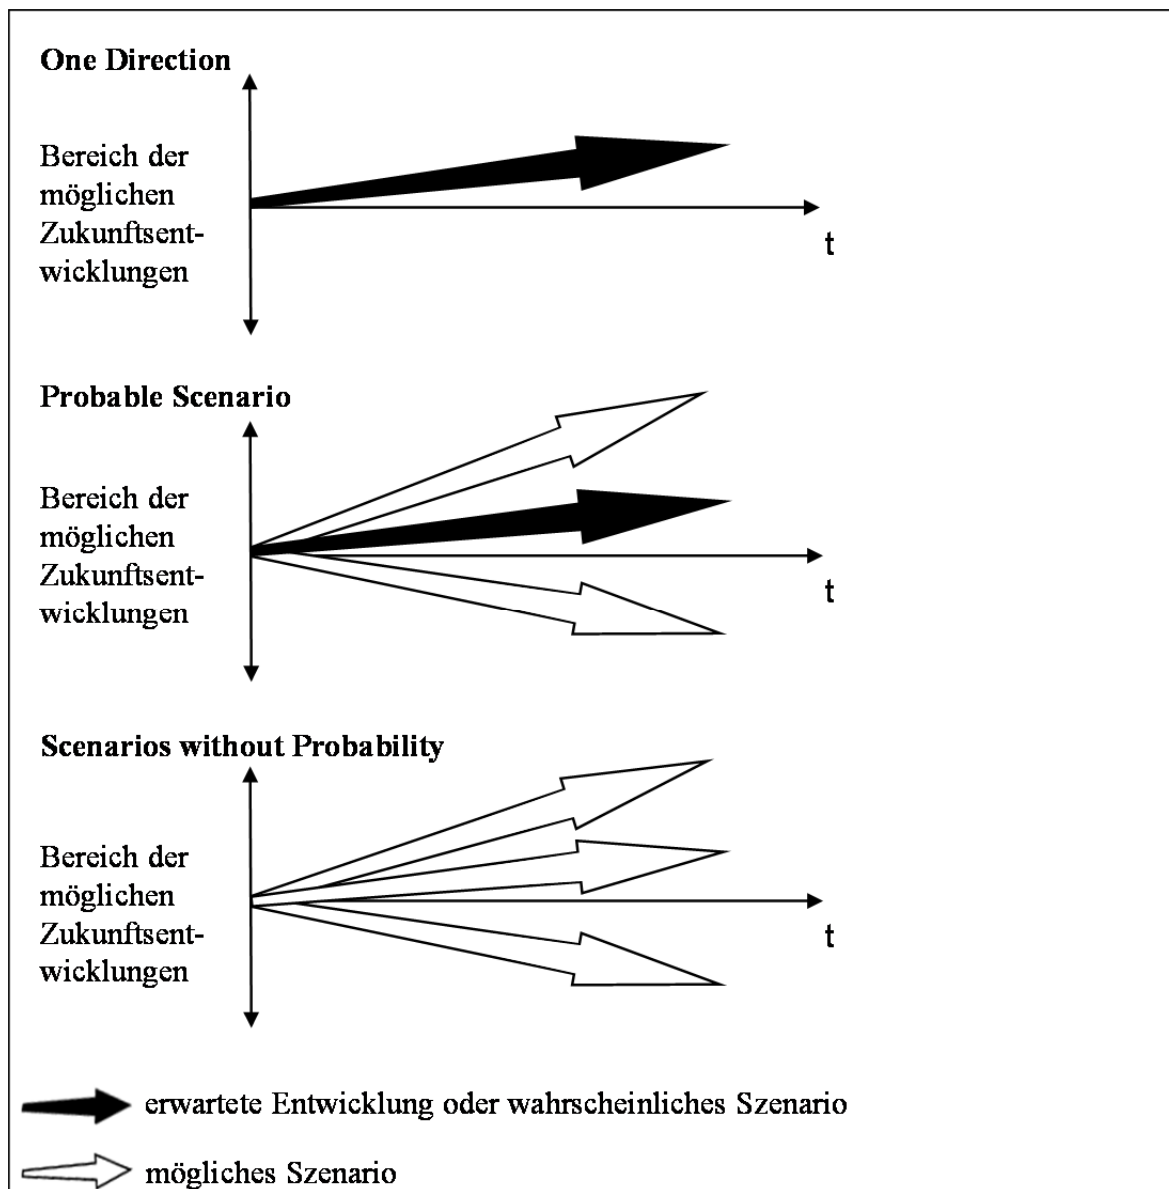 One Direction
Bereich der
möglichen
Zukunftsent-
wicklungen
t
Probable Scenario
Bereich der
möglichen
Zukunftsent-
wicklungen
t
Scenarios without Probability
Bereich der
möglichen
Zukunftsent-
wicklungen
t
erwartete Entwicklung oder wahrscheinliches Szenario
mögliches Szenario